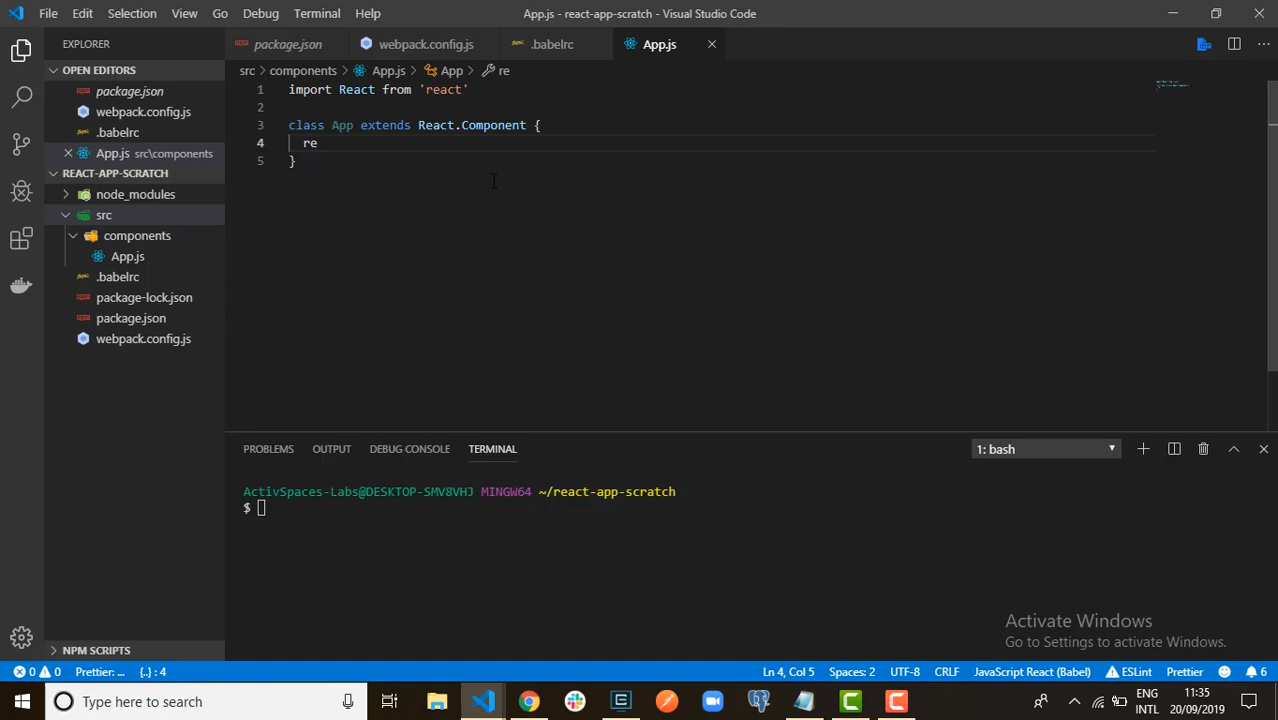 File Edit Selection View Go Debug Terminal Help App.js - react-app-scratch - Visual Studio Code
EXPLORER
OPEN EDITORS
package.json
webpack.config.js
.babelrc
App.js src\components
REACT-APP-SCRATCH
node_modules
src
components
App.js
.babelrc
package-lock.json
package.json
webpack.config.js
NPM SCRIPTS
package.json webpack.config.js .babelrc App.js
src > components > App.js > App > re
1 import React from 'react'
2
3 class App extends React.Component {
4 re
5 }
PROBLEMS OUTPUT DEBUG CONSOLE TERMINAL 1: bash
ActivSpaces-Labs@DESKTOP-SMV8VHJ MINGW64 ~/react-app-scratch
$
Activate Windows
Go to Settings to activate Windows.
0 0 Prettier: ... {..} : 4 Ln 4, Col 5 Spaces: 2 UTF-8 CRLF JavaScript React (Babel) ESLint Prettier 6
Type here to search
ENG
INTL
11:35
20/09/2019